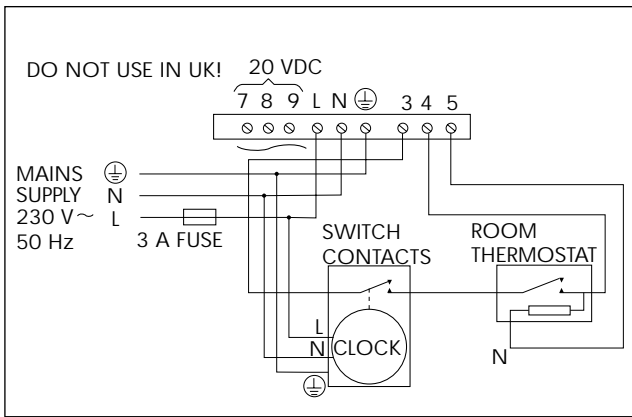 DO NOT USE IN UK!
20 VDC
7 8 9 L N 3 4 5
MAINS
SUPPLY N
230 V~ L
50 Hz
3 A FUSE
SWITCH
CONTACTS
ROOM
THERMOSTAT
L
N
CLOCK
N